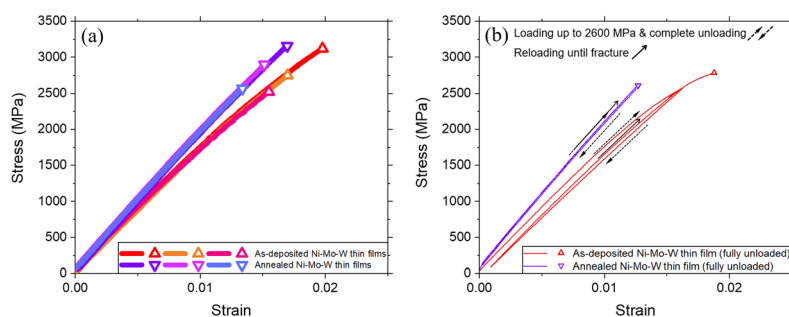 (a)
Stress (MPa)
3500
3000
2500
2000
1500
1000
500
0
0.00
0.01
0.02
Strain
As-deposited Ni-Mo-W thin films
Annealed Ni-Mo-W thin films
(b)
Loading up to 2600 MPa & complete unloading
Reloading until fracture
Stress (MPa)
3500
3000
2500
2000
1500
1000
500
0
0.00
0.01
0.02
Strain
As-deposited Ni-Mo-W thin film (fully unloaded)
Annealed Ni-Mo-W thin film (fully unloaded)